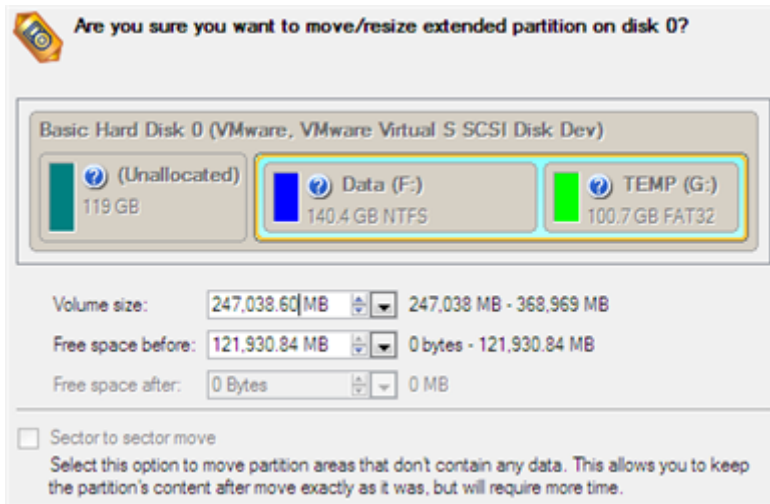 Are you sure you want to move/resize extended partition on disk 0?
Basic Hard Disk 0 (VMware, VMware Virtual S SCSI Disk Dev)
(Unallocated)
119 GB
Data (F:)
140.4 GB NTFS
TEMP (G:)
100.7 GB FAT32
Volume size: 247,038.60 MB 247,038 MB - 368,969 MB
Free space before: 121,930.84 MB 0 bytes - 121,930.84 MB
Free space after: 0 Bytes 0 MB
Sector to sector move
Select this option to move partition areas that don't contain any data. This allows you to keep
the partition's content after move exactly as it was, but will require more time.